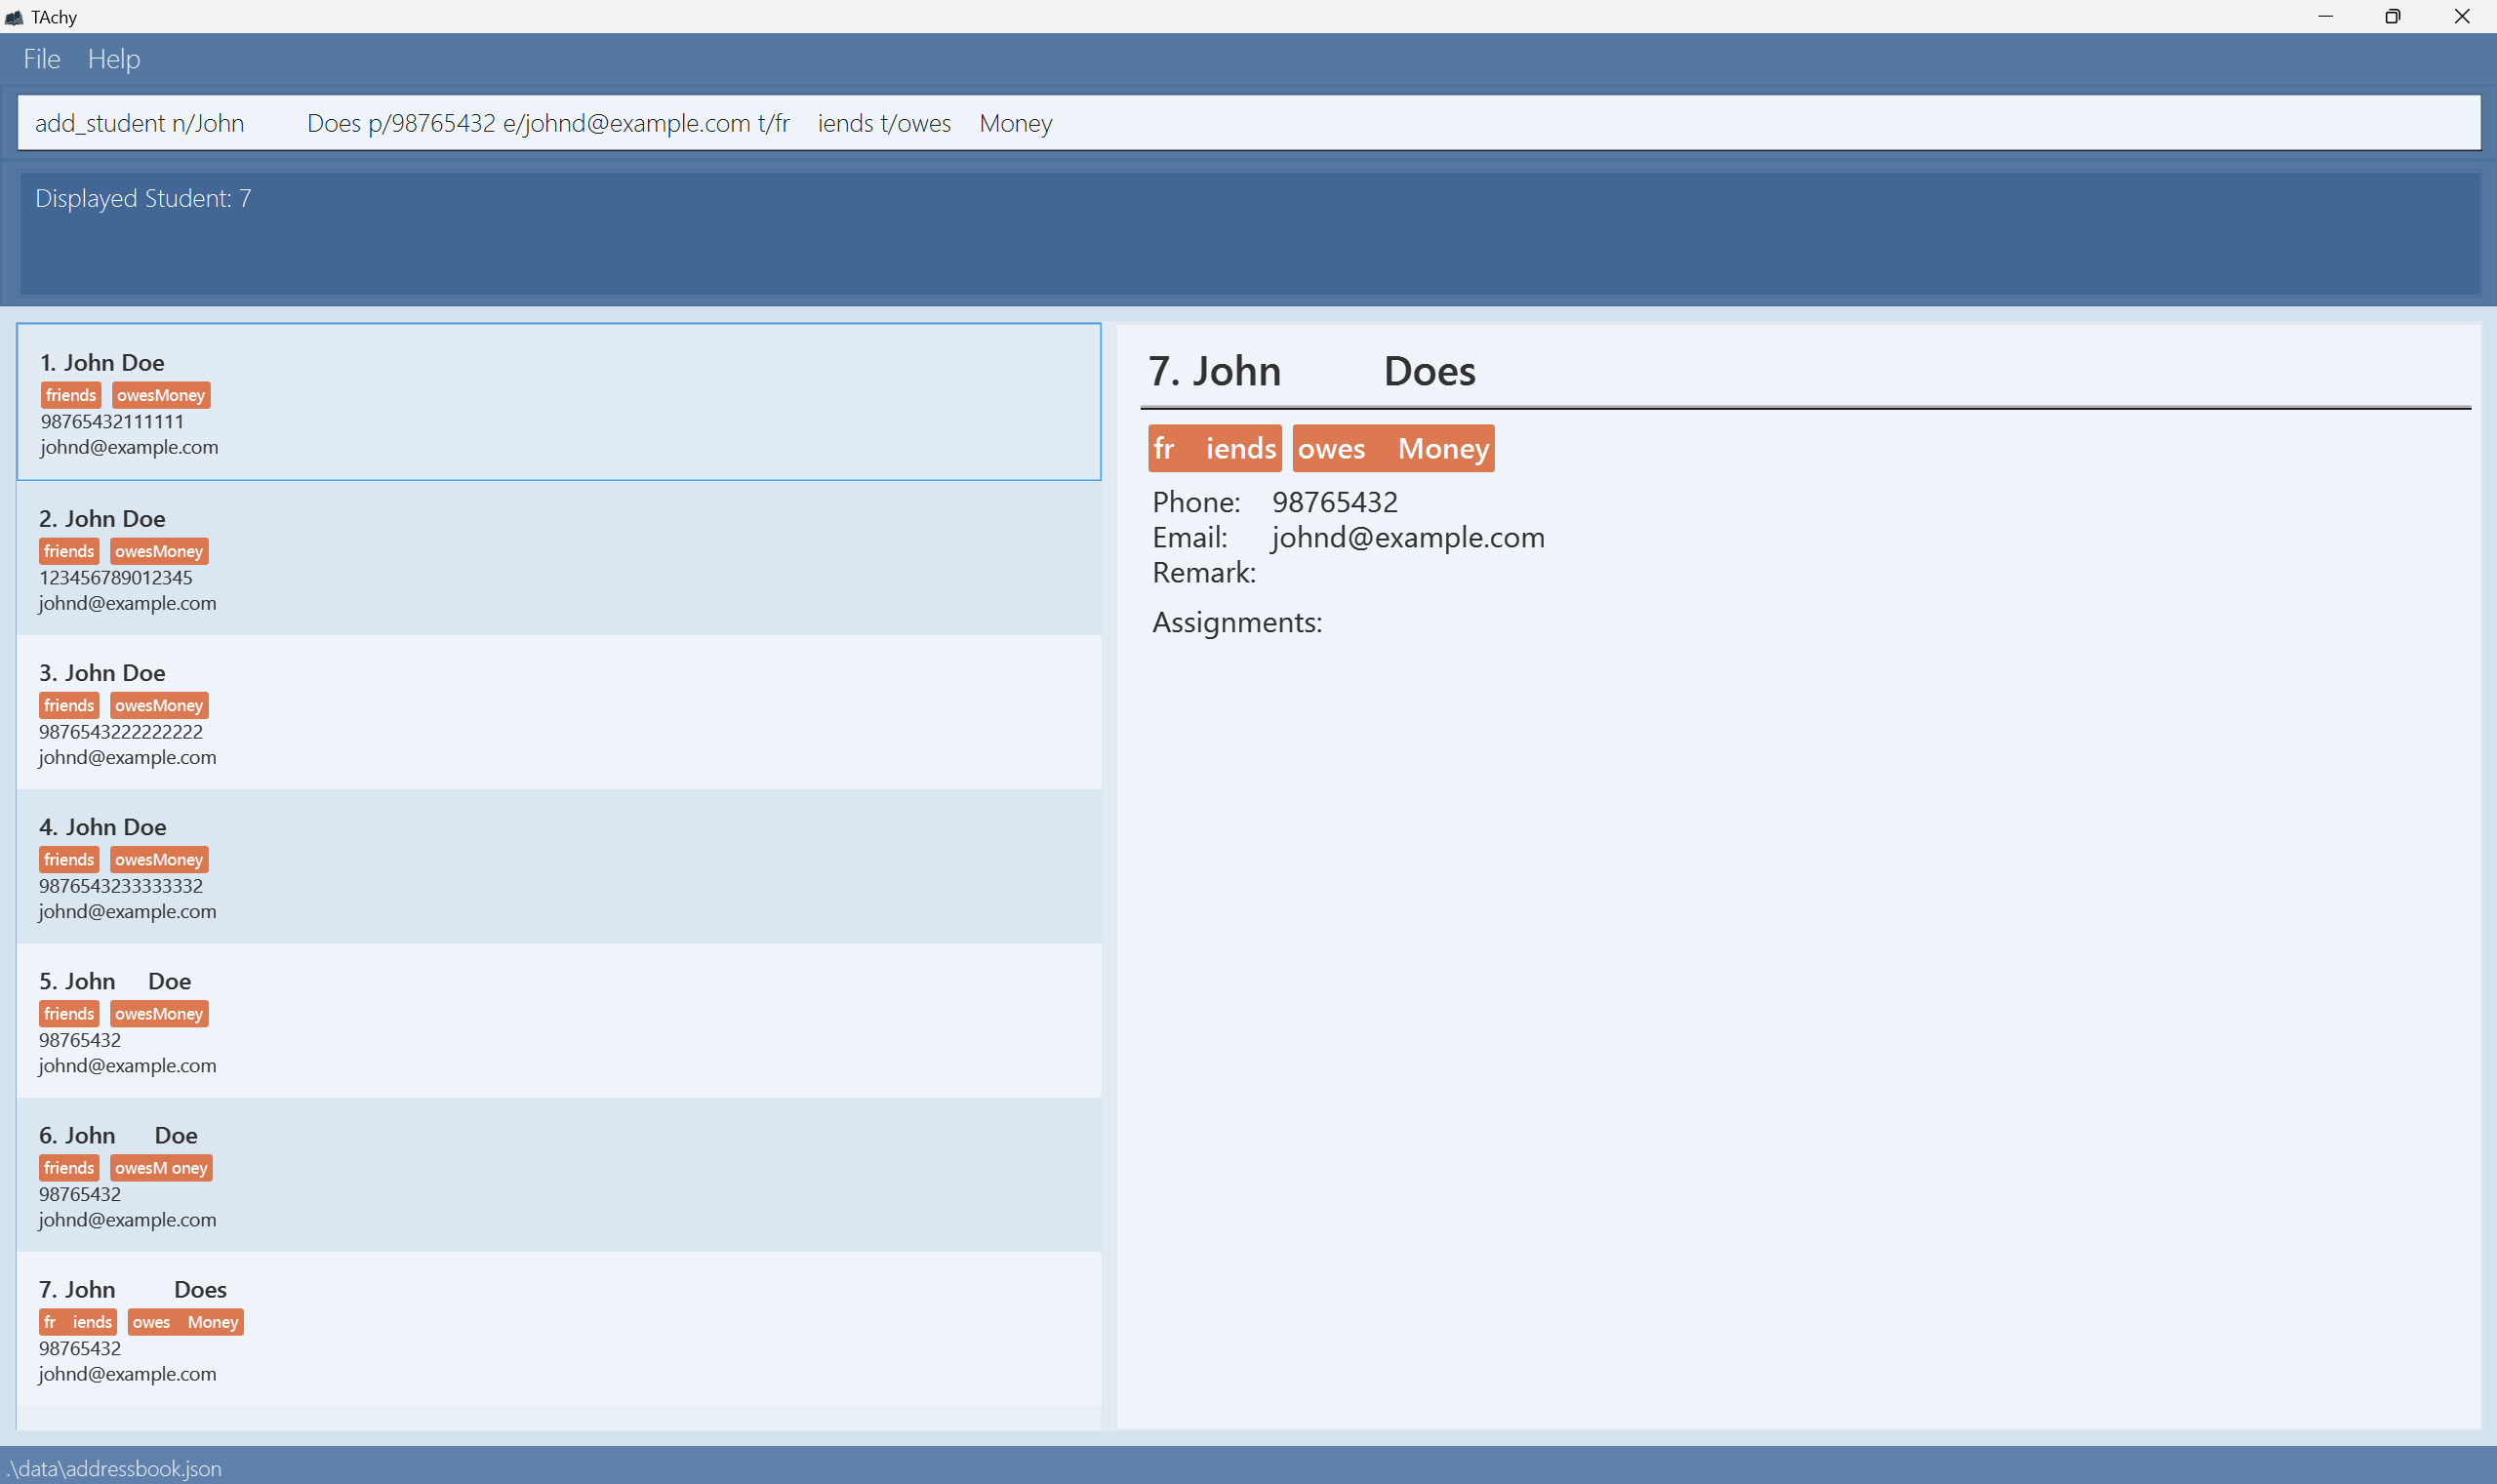 TAchy
File Help
add_student n/John         Does p/98765432 e/johnd@example.com t/fr    iends t/owes    Money
Displayed Student: 7
1. John Doe
friends owesMoney
98765432111111
johnd@example.com
2. John Doe
friends owesMoney
123456789012345
johnd@example.com
3. John Doe
friends owesMoney
9876543222222222
johnd@example.com
4. John Doe
friends owesMoney
9876543233333332
johnd@example.com
5. John     Doe
friends owesMoney
98765432
johnd@example.com
6. John      Doe
friends owesM oney
98765432
johnd@example.com
7. John         Does
fr    iends owes    Money
98765432
johnd@example.com
7. John         Does
fr    iends owes    Money
Phone: 98765432
Email: johnd@example.com
Remark:
Assignments:
.\data\addressbook.json